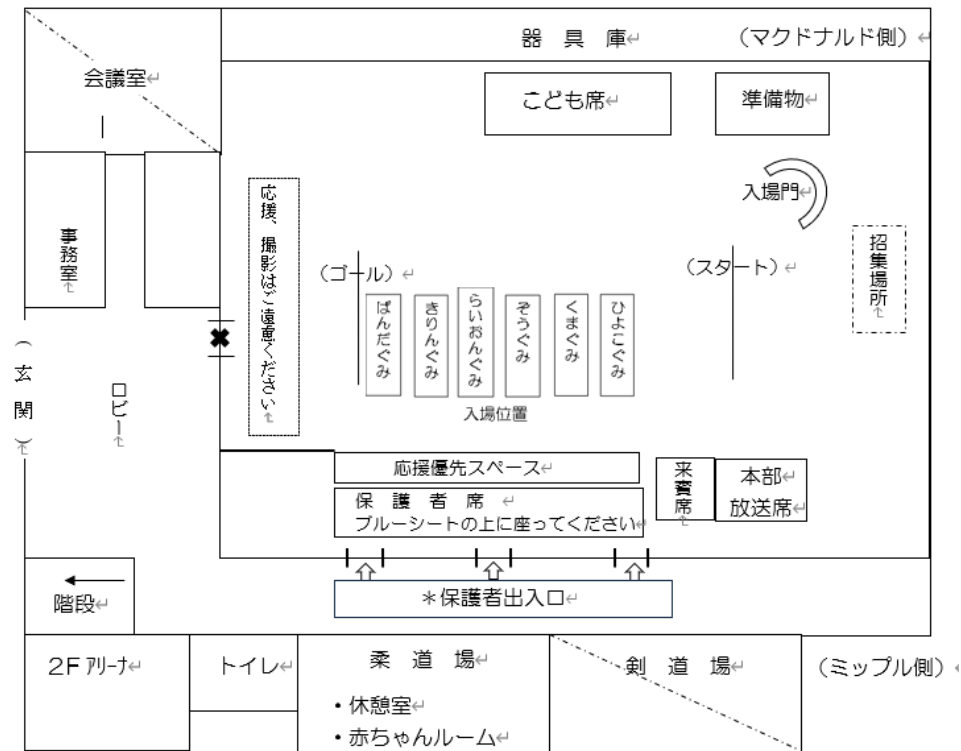 器 具 庫
（マクドナルド側）
会議室
こども席
準備物
入場門
招集場所
事務室
応援、撮影はご遠慮ください
（ゴール）
（スタート）
ぱんだぐみ
きりんぐみ
らいおんぐみ
ぞうぐみ
くまぐみ
ひよこぐみ
入場位置
（玄関）
ロビー
応援優先スペース
保 護 者 席
ブルーシートの上に座ってください
来賓席
本部
放送席
＊保護者出入口
階段
2F ｱﾘｰﾅ
トイレ
柔 道 場
・休憩室
・赤ちゃんルーム
剣 道 場
（ミップル側）